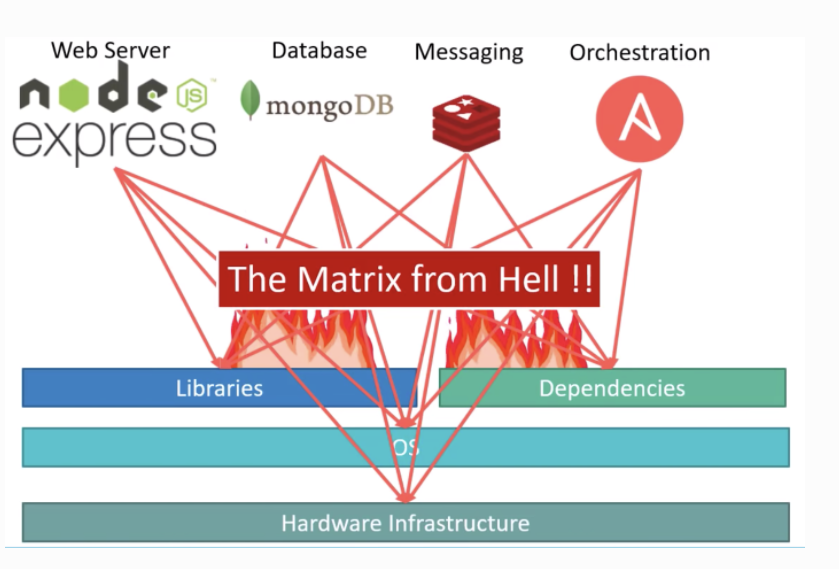 Web Server
Database
Messaging
Orchestration
node
JS
express
mongoDB
The Matrix from Hell !!
Libraries
Dependencies
OS
Hardware Infrastructure